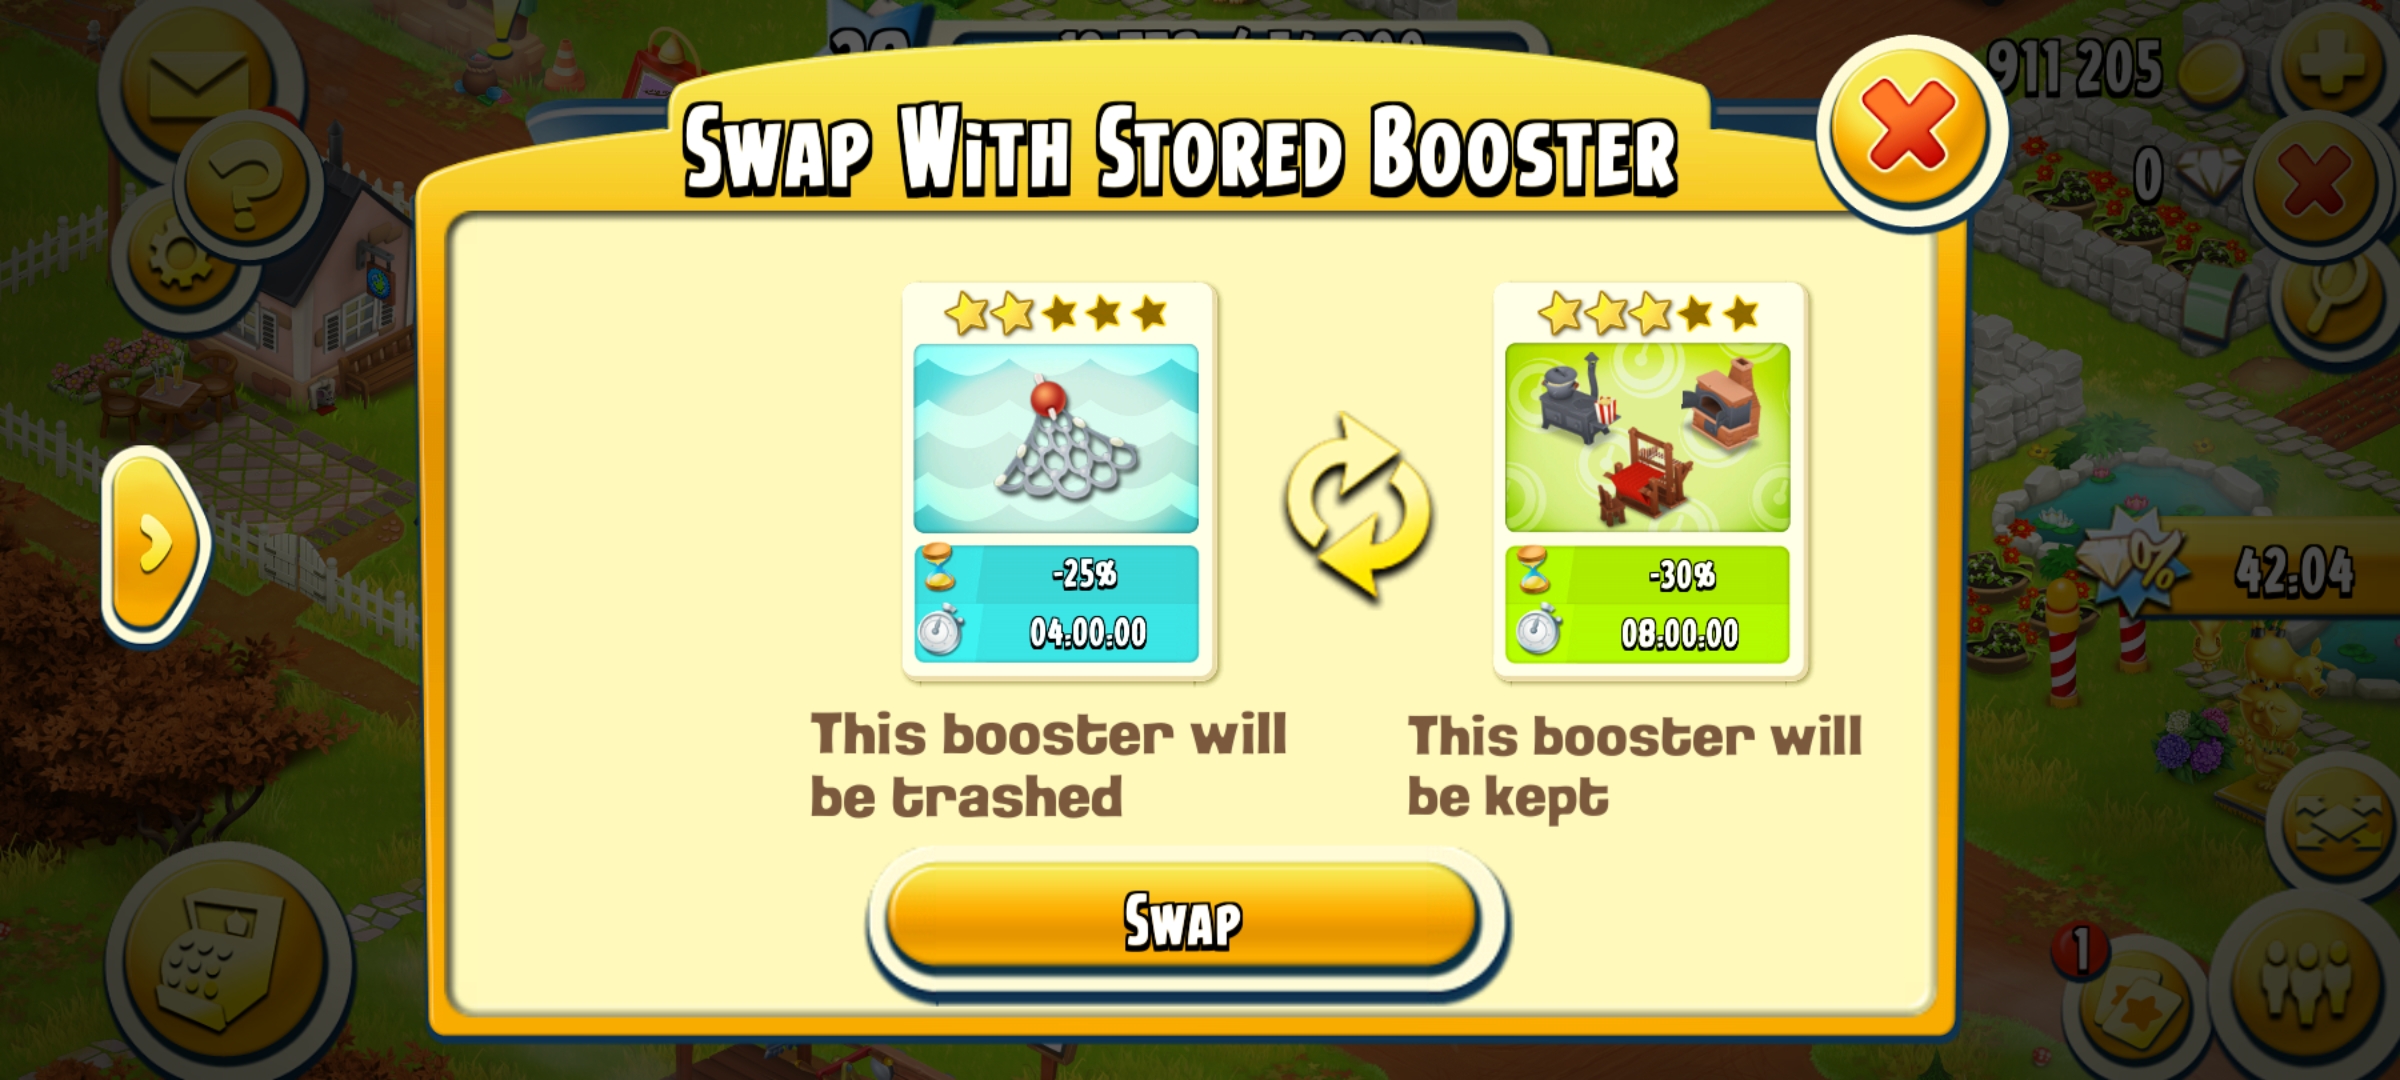 911 205
SWAP WITH STORED BOOSTER
0
-25%
04:00:00
-30%
08:00:00
%
42:04
This booster will
be trashed
This booster will
be kept
SWAP
1